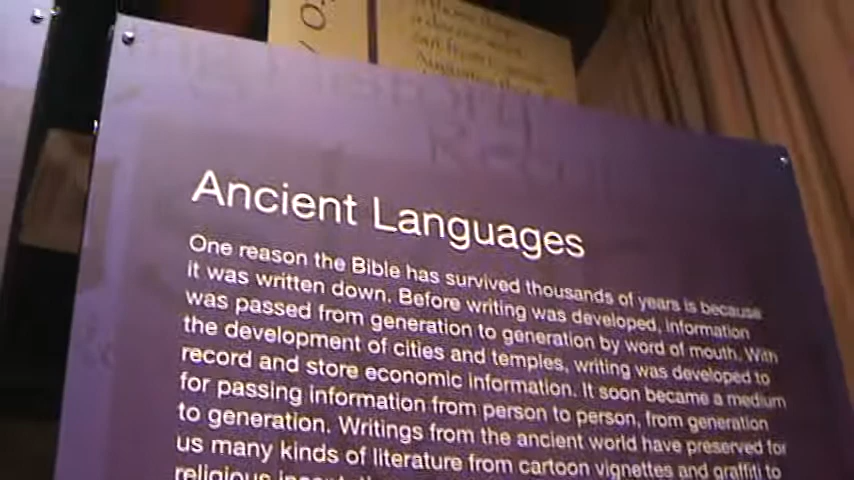 Ancient Languages
One reason the Bible has survived thousands of years is because
it was written down. Before writing was developed, information
was passed from generation to generation by word of mouth. With
the development of cities and temples, writing was developed to
record and store economic information. It soon became a medium
for passing information from person to person, from generation
to generation. Writings from the ancient world have preserved for
us many kinds of literature from cartoon vignettes and graffiti to
religious